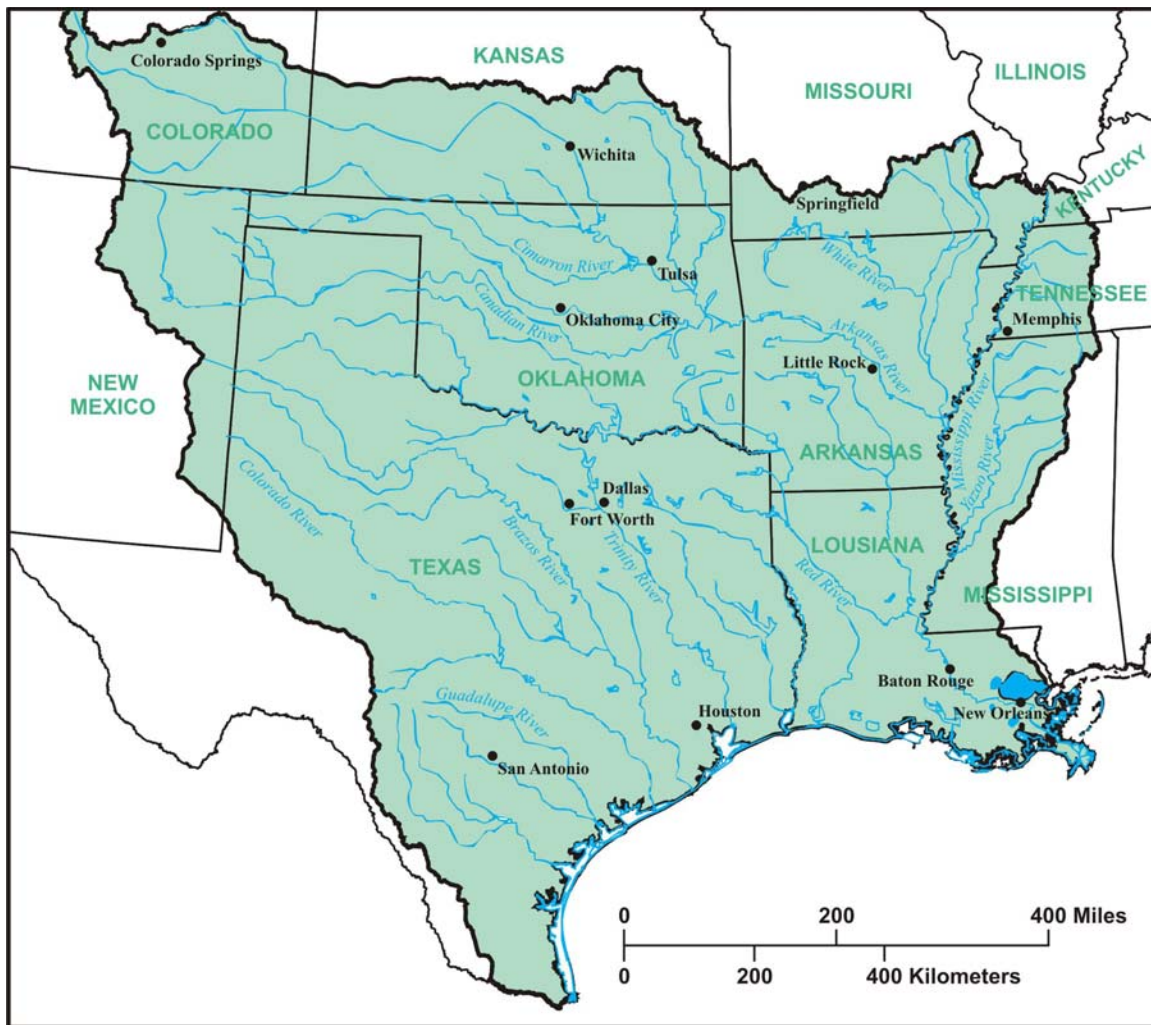 KANSAS
ILLINOIS
MISSOURI
Colorado Springs
COLORADO
Wichita
KENTUCKY
Springfield
Cimarron River
White River
Tulsa
TENNESSEE
Canadian River
Oklahoma City
Memphis
Arkansas River
Little Rock
OKLAHOMA
NEW
MEXICO
Mississippi River
Yazoo River
ARKANSAS
Colorado River
Dallas
Fort Worth
Brazos River
Trinity River
LOUSIANA
TEXAS
Red River
MISSISSIPPI
Baton Rouge
Guadalupe River
Houston
New Orleans
San Antonio
0 200 400 Miles
0 200 400 Kilometers